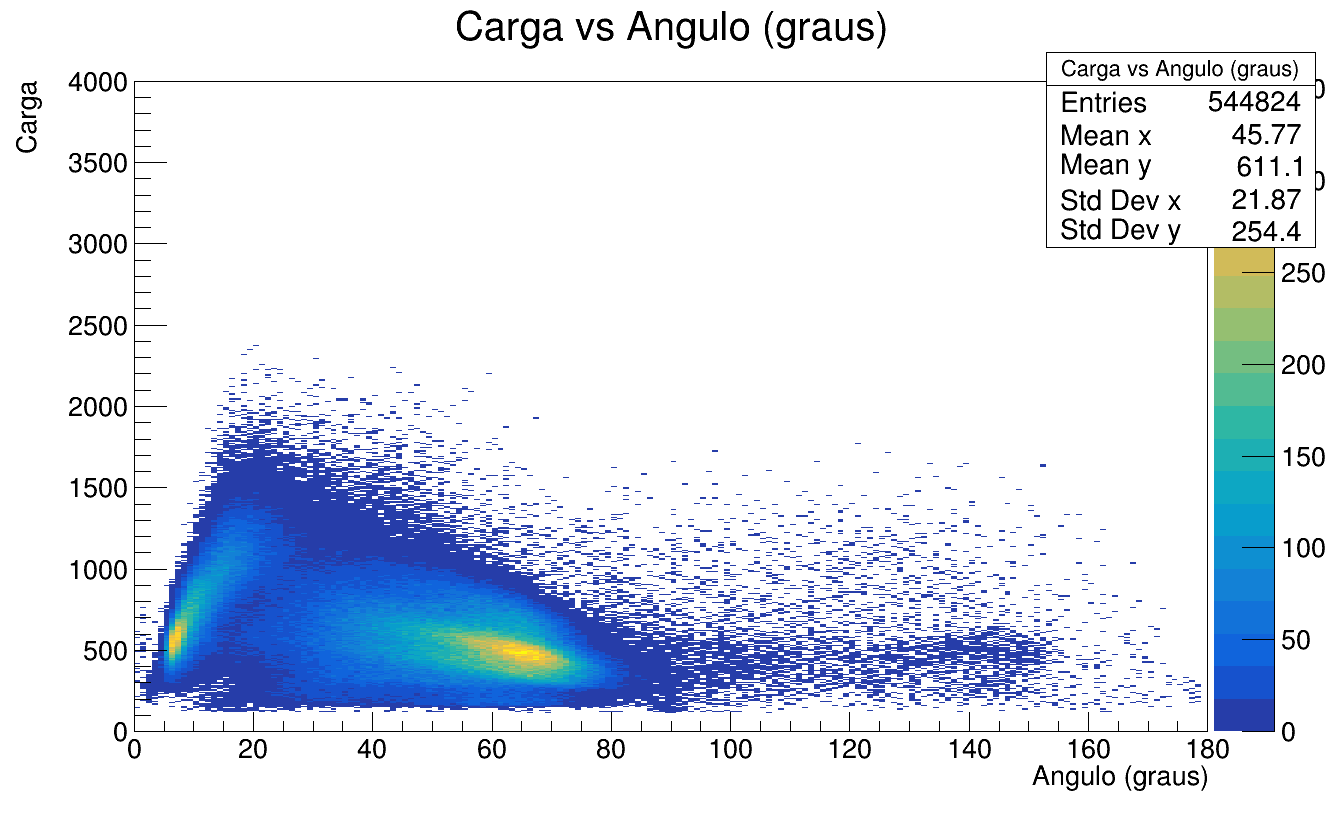 Carga vs Angulo (graus)
Carga vs Angulo (graus)
Entries 544824
Mean x 45.77
Mean y 611.1
Std Dev x 21.87
Std Dev y 254.4
Carga
4000
3500
3000
2500
2000
1500
1000
500
0
0 20 40 60 80 100 120 140 160 180
Angulo (graus)
250
200
150
100
50
0